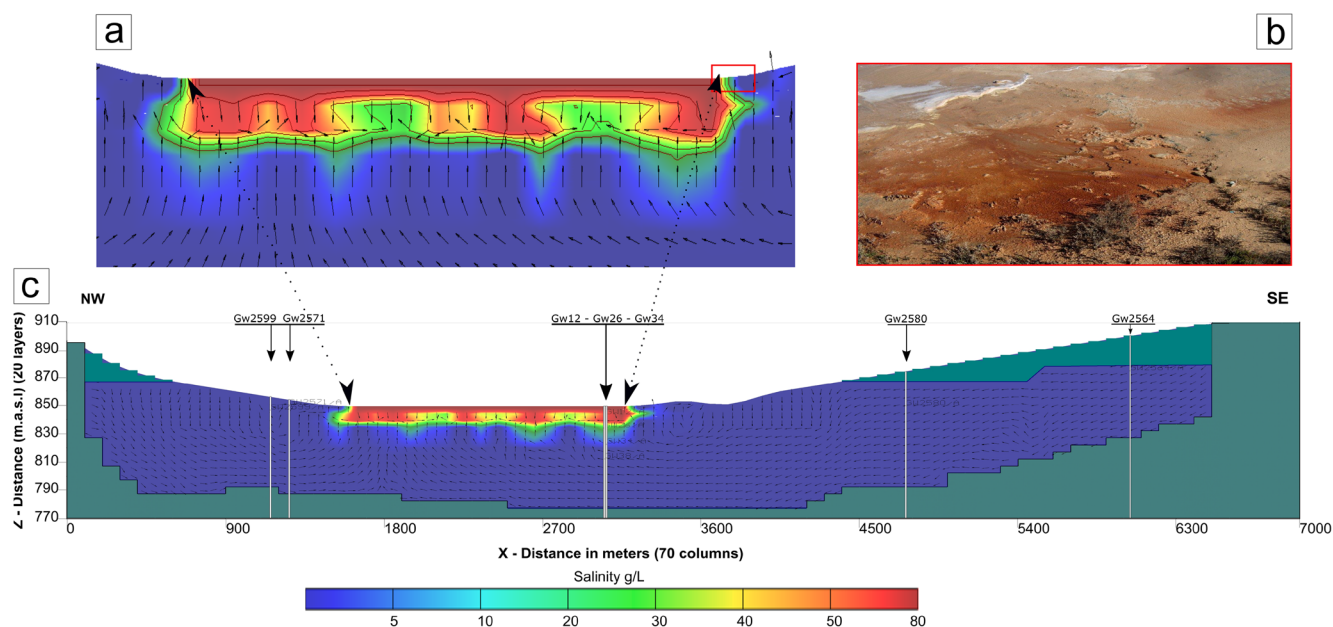 a
b
c
NW
SE
Gw2599 Gw2571
Gw12 - Gw26 - Gw34
Gw2580
Gw2564
910
890
870
850
830
810
790
770
Z - Distance (m.a.s.l) (20 layers)
0 900 1800 2700 3600 4500 5400 6300 7000
X - Distance in meters (70 columns)
Salinity g/L
5 10 20 30 40 50 80